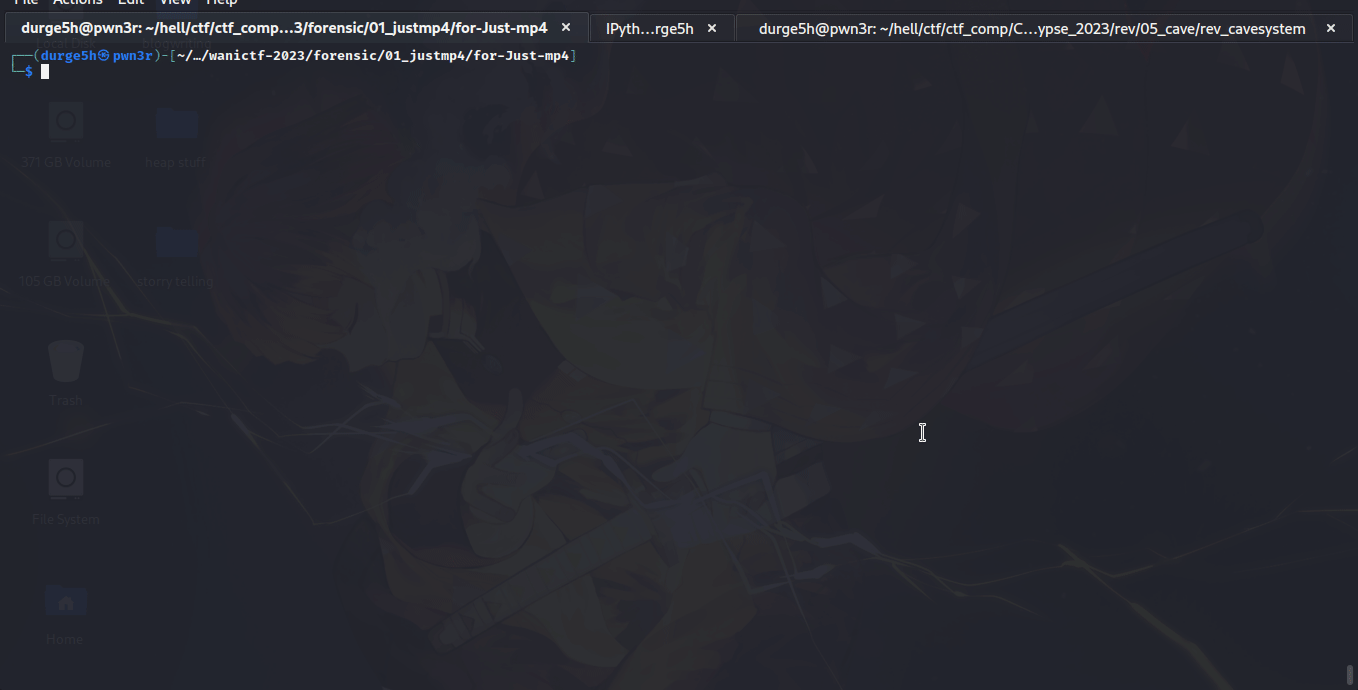 File Actions Edit View Help
durge5h@pwn3r: ~/hell/ctf/ctf_comp...3/forensic/01_justmp4/for-Just-mp4 × IPyth...rge5h × durge5h@pwn3r: ~/hell/ctf/ctf_comp/C...ypse_2023/rev/05_cave/rev_cavesystem ×
┌──(durge5h㉿pwn3r)-[~/…/wanictf-2023/forensic/01_justmp4/for-Just-mp4]
└─$
371 GB Volume heap stuff
105 GB Volume storry telling
Trash
File System
Home